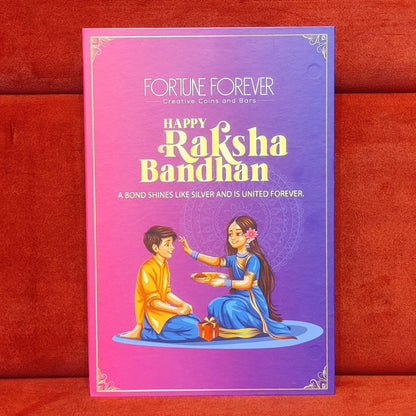 FORTUNE FOREVER
Creative Coins and Bars
HAPPY
Raksha
Bandhan
A BOND SHINES LIKE SILVER AND IS UNITED FOREVER.